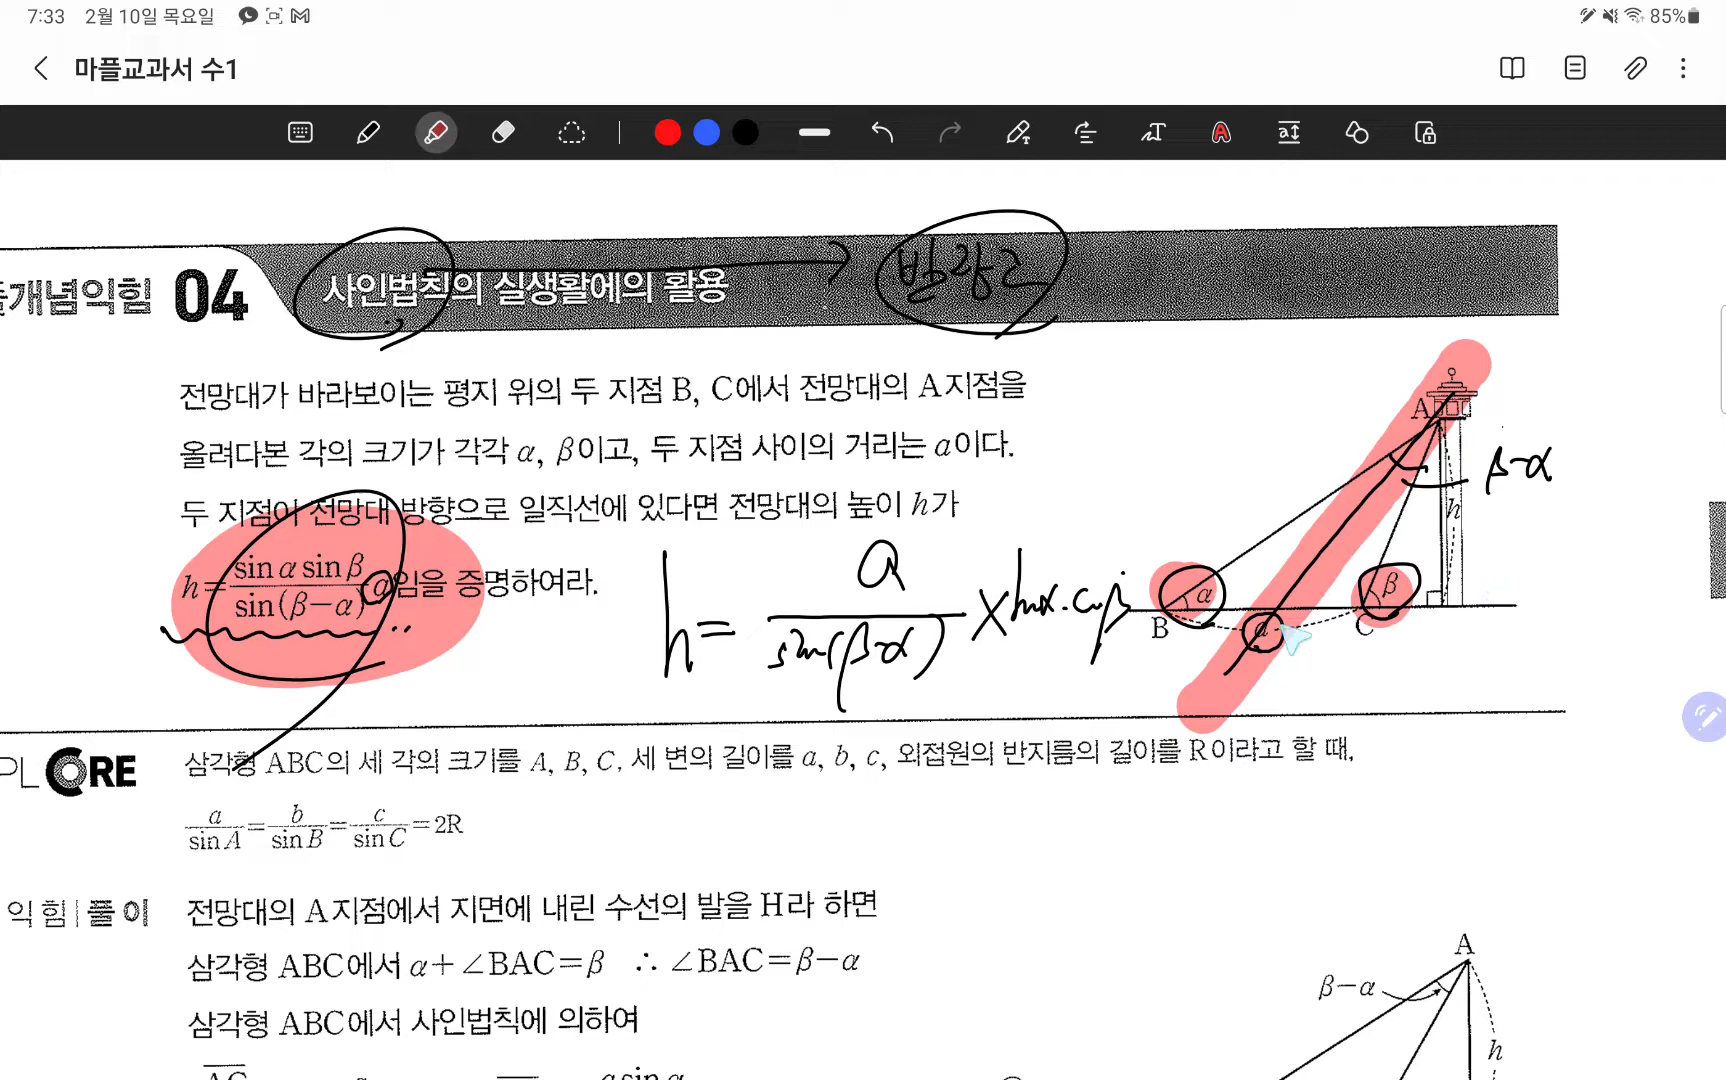 7:33 2월 10일 목요일 85%
마플교과서 수1
개념익힘 04 사인법칙의 실생활에의 활용
전망대가 바라보이는 평지 위의 두 지점 B, C에서 전망대의 A지점을
올려다본 각의 크기가 각각 α, β이고, 두 지점 사이의 거리는 a이다.
두 지점이 전망대 방향으로 일직선에 있다면 전망대의 높이 h가
h= sin α sin β / sin(β−α) a임을 증명하여라.
h= a / sin(β-α) ×
A
β-α
h
α
β
B
a
C
PL CORE 삼각형 ABC의 세 각의 크기를 A, B, C, 세 변의 길이를 a, b, c, 외접원의 반지름의 길이를 R이라고 할 때,
a/sin A = b/sin B = c/sin C =2R
익힘|풀이 전망대의 A지점에서 지면에 내린 수선의 발을 H라 하면
삼각형 ABC에서 α+∠BAC=β ∴ ∠BAC=β−α
삼각형 ABC에서 사인법칙에 의하여
A
β−α
h